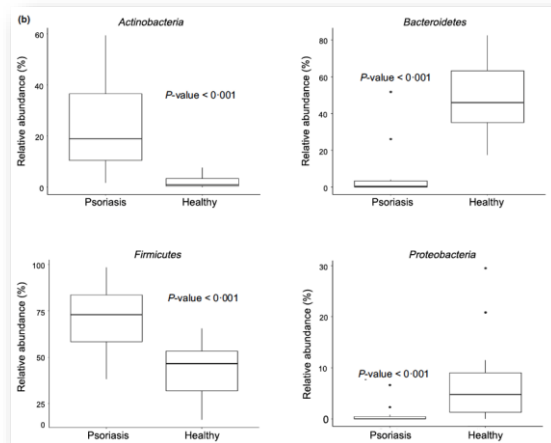 (b)
Actinobacteria
Relative abundance (%)
60
40
20
0
P-value < 0·001
Psoriasis
Healthy
Bacteroidetes
Relative abundance (%)
80
60
40
20
0
P-value < 0·001
Psoriasis
Healthy
Firmicutes
Relative abundance (%)
100
75
50
25
0
P-value < 0·001
Psoriasis
Healthy
Proteobacteria
Relative abundance (%)
30
20
10
0
P-value < 0·001
Psoriasis
Healthy